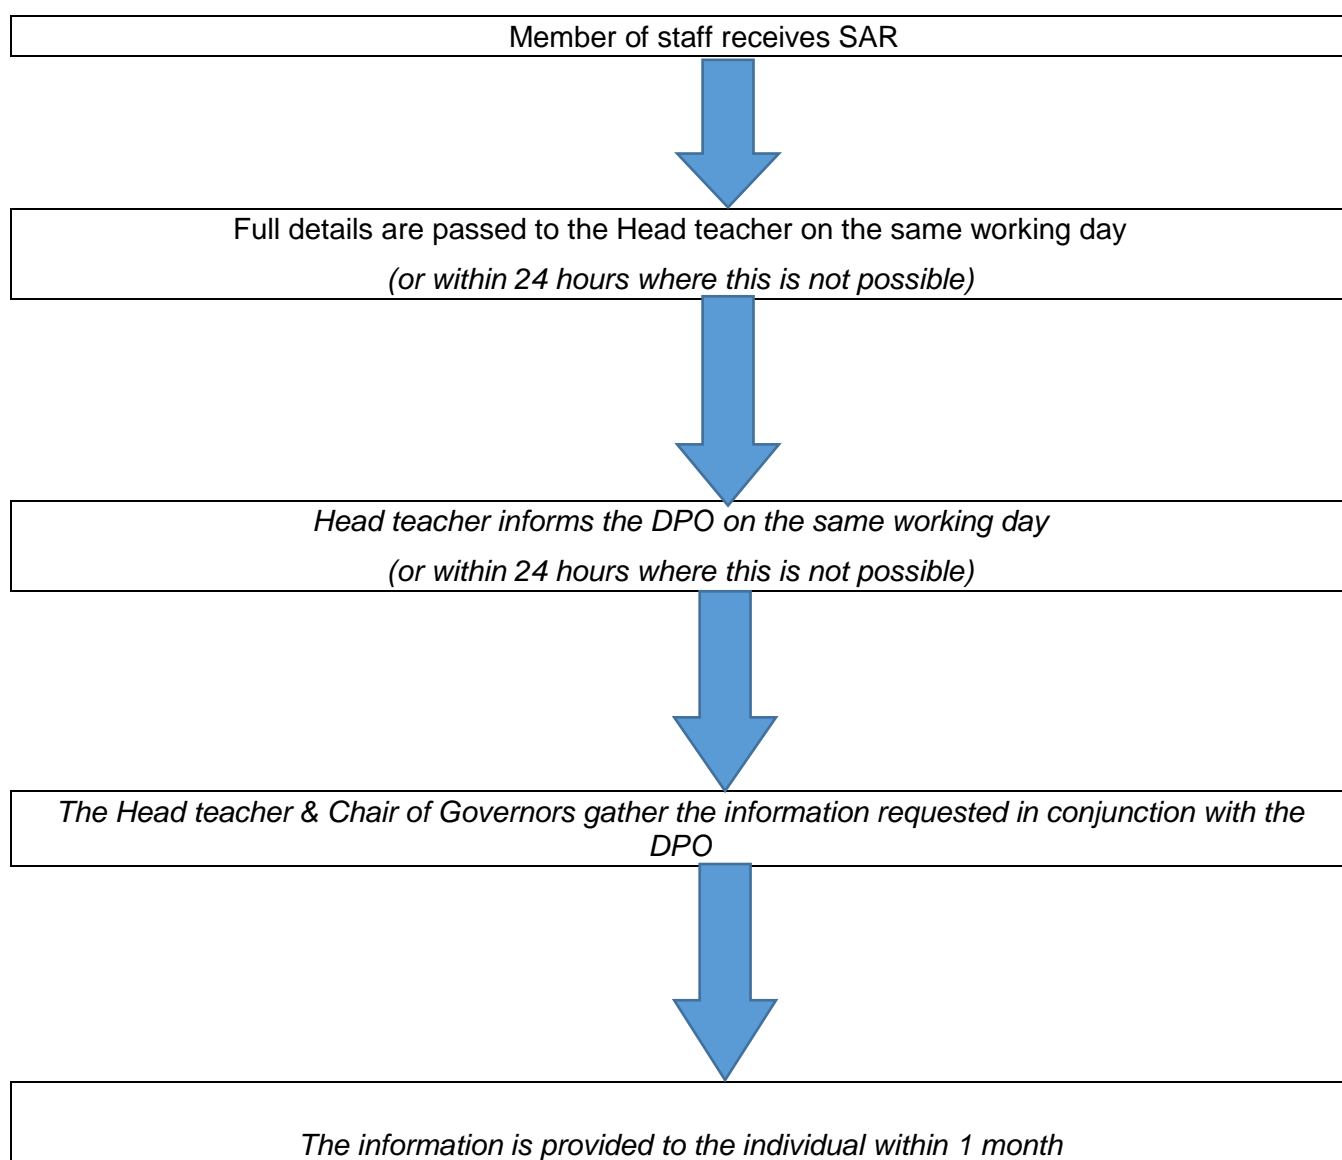 Member of staff receives SAR
Full details are passed to the Head teacher on the same working day
(or within 24 hours where this is not possible)
Head teacher informs the DPO on the same working day
(or within 24 hours where this is not possible)
The Head teacher & Chair of Governors gather the information requested in conjunction with the
DPO
The information is provided to the individual within 1 month